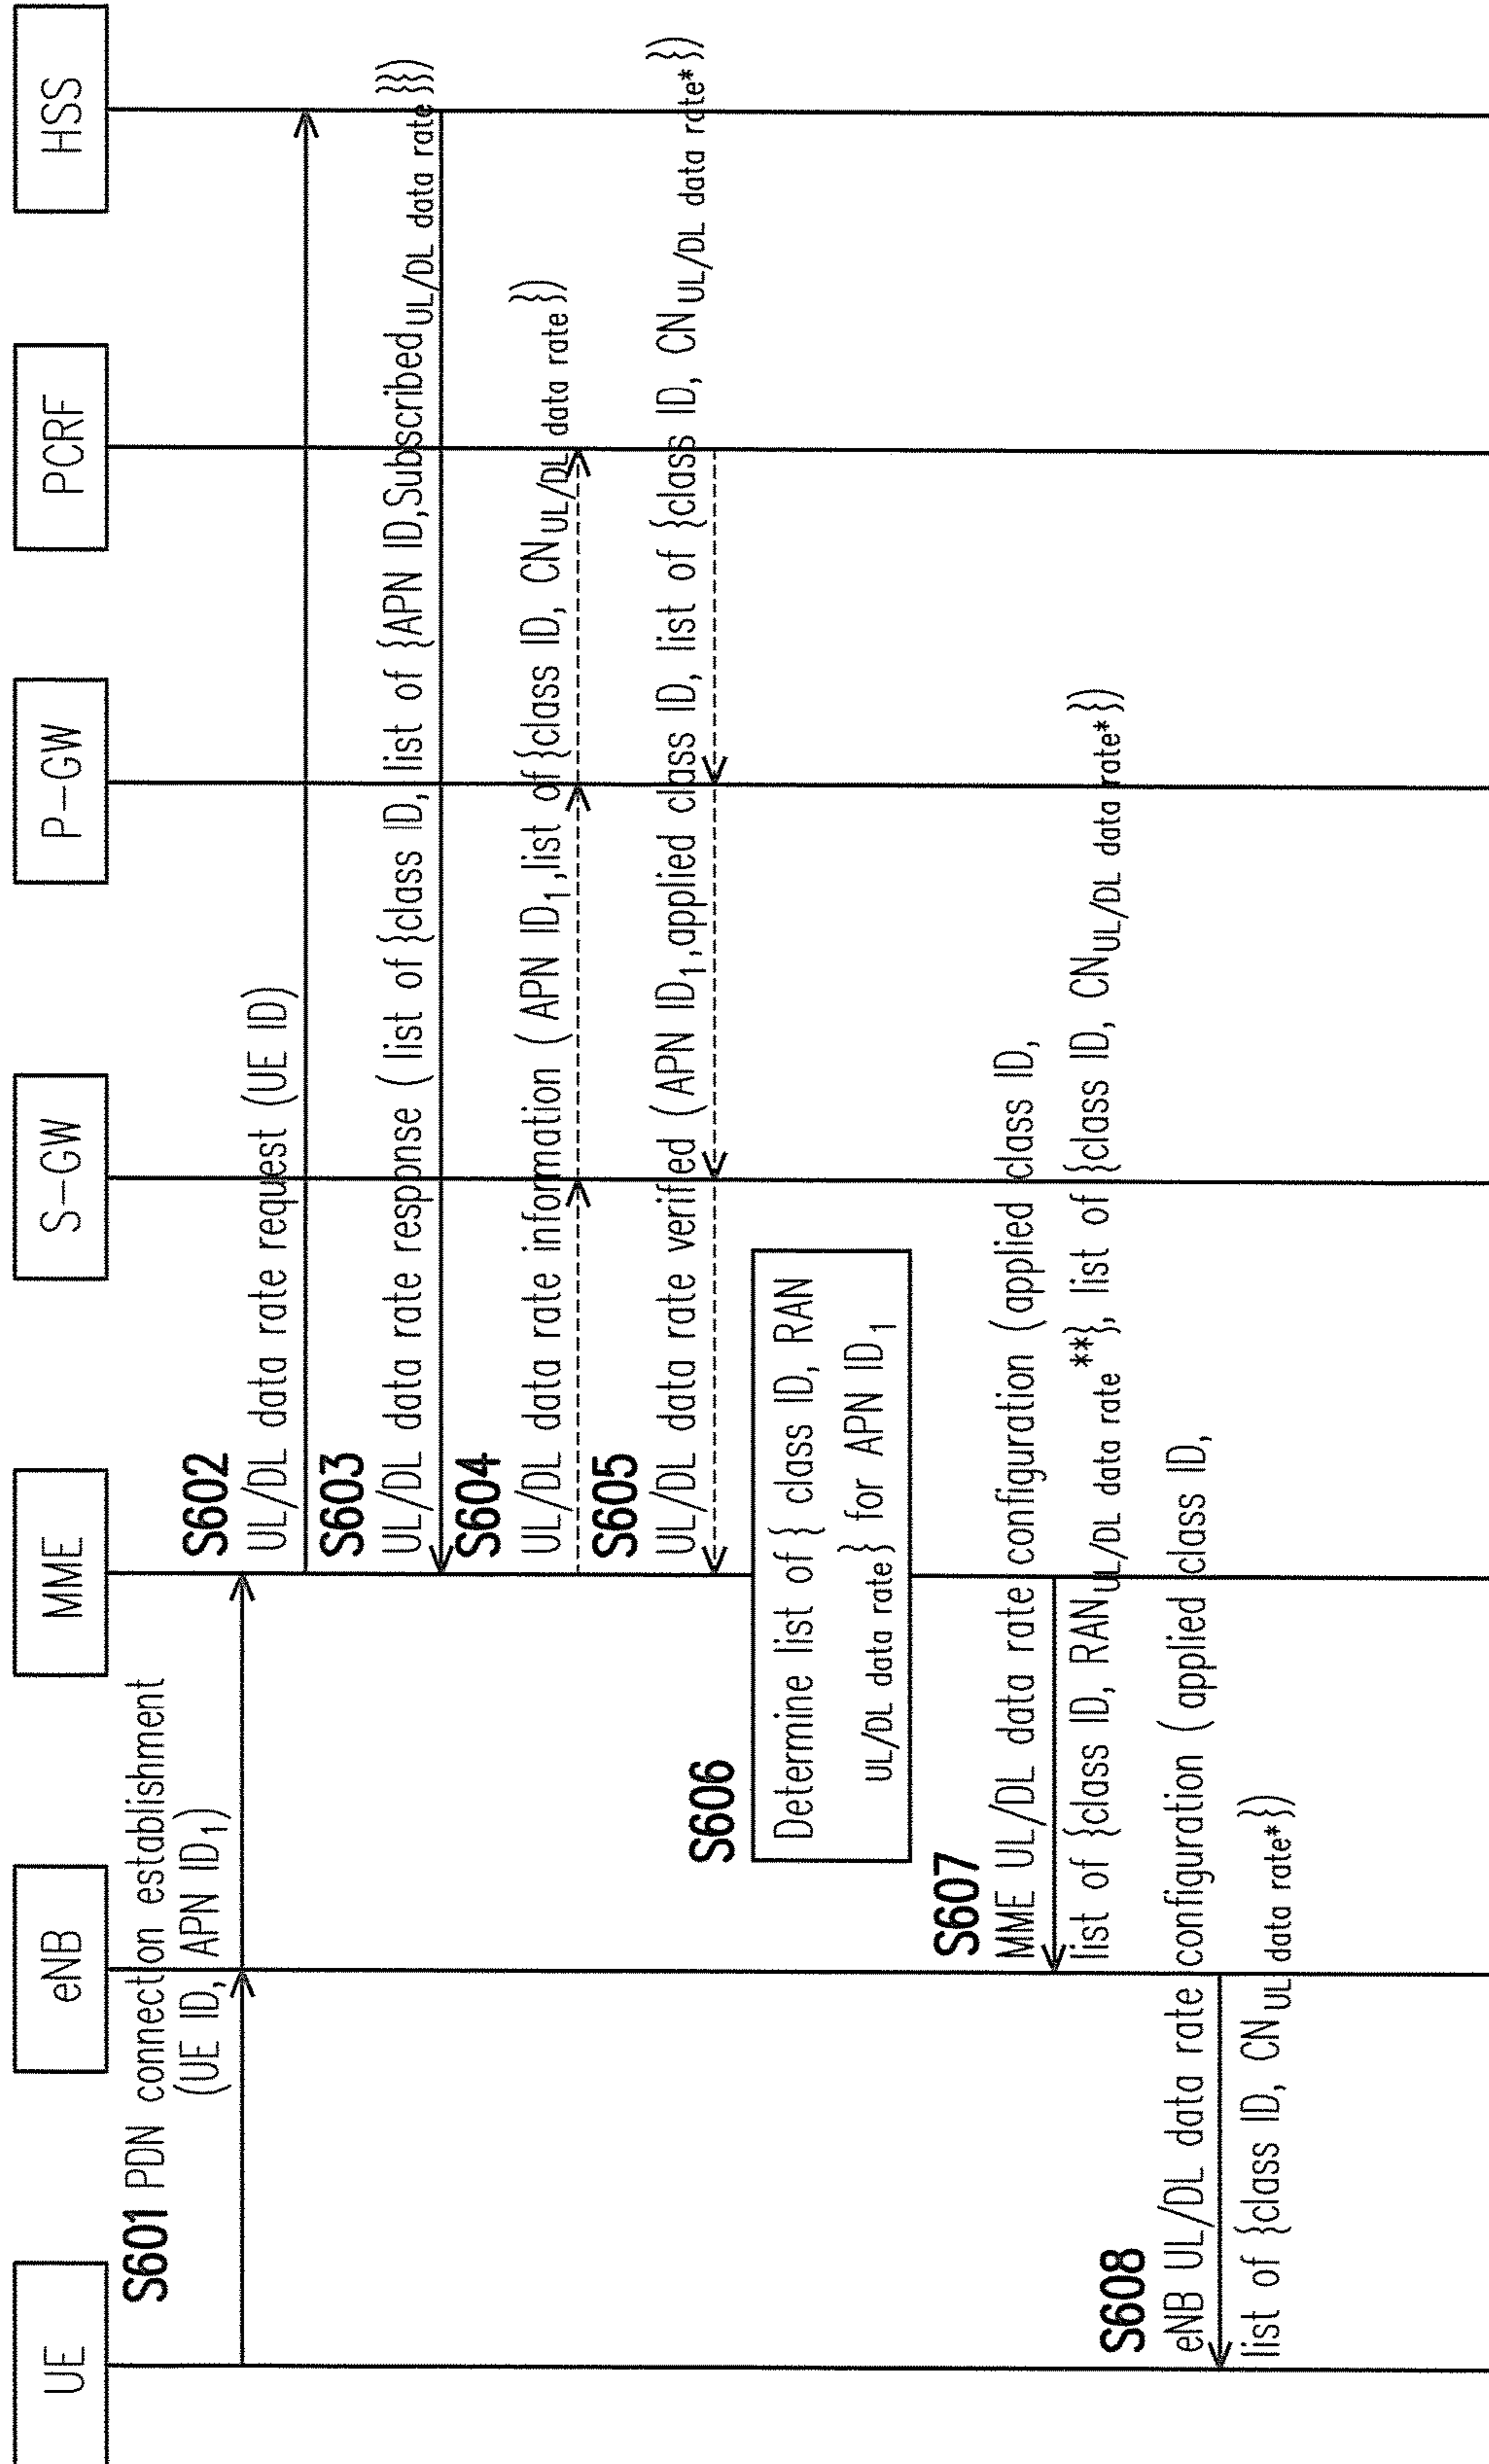 UE
eNB
MME
S-GW
P-GW
PCRF
HSS
S601 PDN connection establishment
(UE ID, APN ID1)
S602
UL/DL data rate request (UE ID)
S603
UL/DL data rate response ( list of {class ID, list of {APN ID,Subscribed UL/DL data rate}})
S604
UL/DL data rate information ( APN ID1,list of {class ID, CN UL/DL data rate})
S605
UL/DL data rate verified ( APN ID1,applied class ID, list of {class ID, CN UL/DL data rate*})
S606
Determine list of { class ID, RAN
UL/DL data rate} for APN ID1
S607
MME UL/DL data rate configuration (applied class ID,
list of {class ID, RAN UL/DL data rate**}, list of {class ID, CN UL/DL data rate*})
S608
eNB UL/DL data rate configuration ( applied class ID,
list of {class ID, CN UL data rate*})